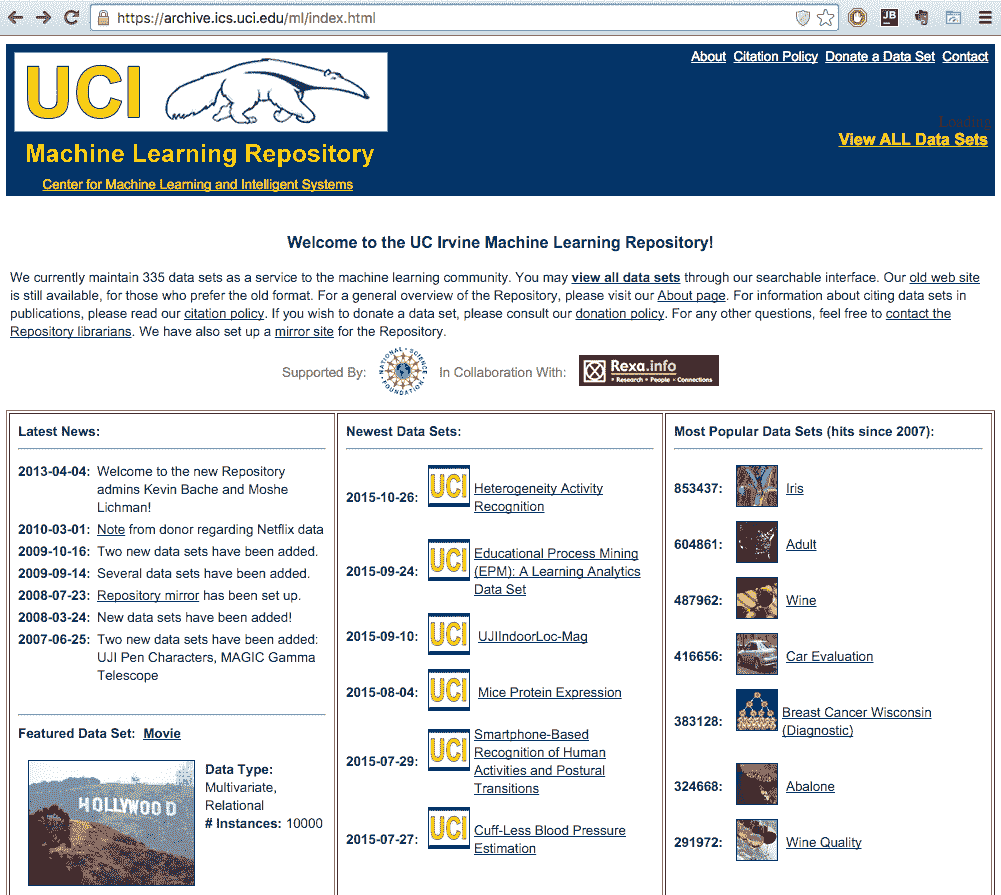 https://archive.ics.uci.edu/ml/index.html
JB
About Citation Policy Donate a Data Set Contact
UCI
Loading
View ALL Data Sets
Machine Learning Repository
Center for Machine Learning and Intelligent Systems
Welcome to the UC Irvine Machine Learning Repository!
We currently maintain 335 data sets as a service to the machine learning community. You may view all data sets through our searchable interface. Our old web site
is still available, for those who prefer the old format. For a general overview of the Repository, please visit our About page. For information about citing data sets in
publications, please read our citation policy. If you wish to donate a data set, please consult our donation policy. For any other questions, feel free to contact the
Repository librarians. We have also set up a mirror site for the Repository.
Supported By:
NATIONAL SCIENCE FOUNDATION
In Collaboration With:
Rexa.info
• Research • People • Connections
Latest News:
2013-04-04: Welcome to the new Repository
admins Kevin Bache and Moshe
Lichman!
2010-03-01: Note from donor regarding Netflix data
2009-10-16: Two new data sets have been added.
2009-09-14: Several data sets have been added.
2008-07-23: Repository mirror has been set up.
2008-03-24: New data sets have been added!
2007-06-25: Two new data sets have been added:
UJI Pen Characters, MAGIC Gamma
Telescope
Featured Data Set: Movie
HOLLYWOOD
Data Type:
Multivariate,
Relational
# Instances: 10000
Newest Data Sets:
2015-10-26: UCI Heterogeneity Activity
Recognition
2015-09-24: UCI Educational Process Mining
(EPM): A Learning Analytics
Data Set
2015-09-10: UCI UJIIndoorLoc-Mag
2015-08-04: UCI Mice Protein Expression
2015-07-29: UCI Smartphone-Based
Recognition of Human
Activities and Postural
Transitions
2015-07-27: UCI Cuff-Less Blood Pressure
Estimation
Most Popular Data Sets (hits since 2007):
853437: Iris
604861: Adult
487962: Wine
416656: Car Evaluation
383128: Breast Cancer Wisconsin
(Diagnostic)
324668: Abalone
291972: Wine Quality